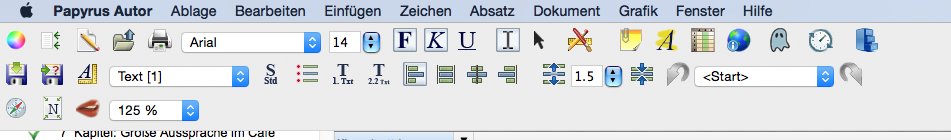 Papyrus Autor Ablage Bearbeiten Einfügen Zeichen Absatz Dokument Grafik Fenster Hilfe
Arial 14 F K U I A
A Text [1] S Std T 1. Txt T 2.2 Txt 1.5 <Start>
N 125 %
7 Kapitel: Große Aussprache im Café